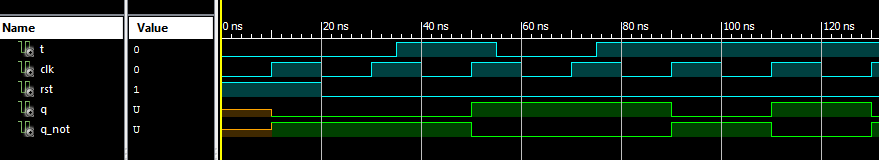 Name Value 0 ns 20 ns 40 ns 60 ns 80 ns 100 ns 120 ns
t 0
clk 0
rst 1
q U
q_not U